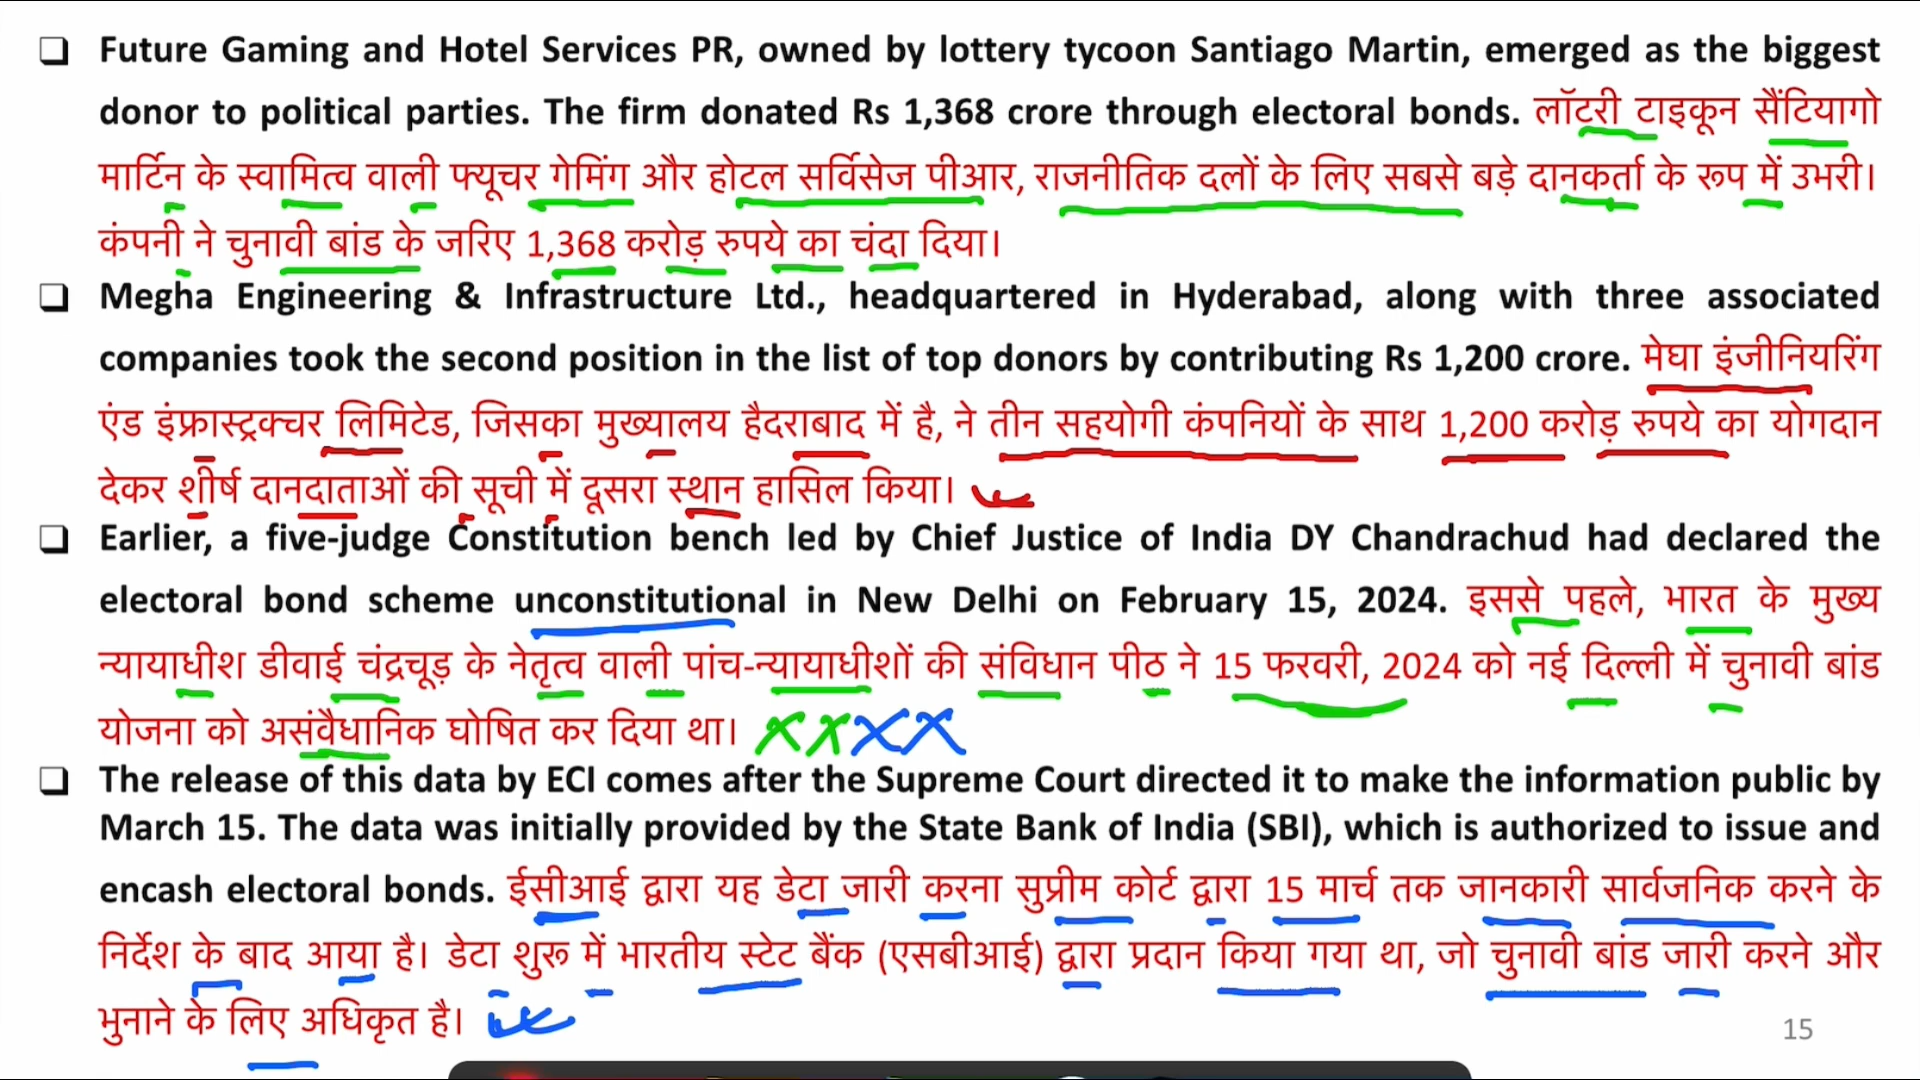 ❑ Future Gaming and Hotel Services PR, owned by lottery tycoon Santiago Martin, emerged as the biggest
donor to political parties. The firm donated Rs 1,368 crore through electoral bonds. लॉटरी टाइकून सैंटियागो
मार्टिन के स्वामित्व वाली फ्यूचर गेमिंग और होटल सर्विसेज पीआर, राजनीतिक दलों के लिए सबसे बड़े दानकर्ता के रूप में उभरी।
कंपनी ने चुनावी बांड के जरिए 1,368 करोड़ रुपये का चंदा दिया।
❑ Megha Engineering & Infrastructure Ltd., headquartered in Hyderabad, along with three associated
companies took the second position in the list of top donors by contributing Rs 1,200 crore. मेघा इंजीनियरिंग
एंड इंफ्रास्ट्रक्चर लिमिटेड, जिसका मुख्यालय हैदराबाद में है, ने तीन सहयोगी कंपनियों के साथ 1,200 करोड़ रुपये का योगदान
देकर शीर्ष दानदाताओं की सूची में दूसरा स्थान हासिल किया।
❑ Earlier, a five-judge Constitution bench led by Chief Justice of India DY Chandrachud had declared the
electoral bond scheme unconstitutional in New Delhi on February 15, 2024. इससे पहले, भारत के मुख्य
न्यायाधीश डीवाई चंद्रचूड़ के नेतृत्व वाली पांच-न्यायाधीशों की संविधान पीठ ने 15 फरवरी, 2024 को नई दिल्ली में चुनावी बांड
योजना को असंवैधानिक घोषित कर दिया था। XXXX
❑ The release of this data by ECI comes after the Supreme Court directed it to make the information public by
March 15. The data was initially provided by the State Bank of India (SBI), which is authorized to issue and
encash electoral bonds. ईसीआई द्वारा यह डेटा जारी करना सुप्रीम कोर्ट द्वारा 15 मार्च तक जानकारी सार्वजनिक करने के
निर्देश के बाद आया है। डेटा शुरू में भारतीय स्टेट बैंक (एसबीआई) द्वारा प्रदान किया गया था, जो चुनावी बांड जारी करने और
भुनाने के लिए अधिकृत है।
15